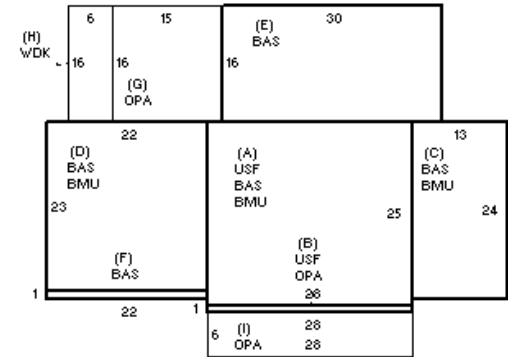 6 15 30
(H)
WDK
16 16 16
(E)
BAS
(G)
OPA
22 13
(D)
BAS
BMU
(A)
USF
BAS
BMU
(C)
BAS
BMU
23 25 24
(F)
BAS
(B)
USF
OPA
1
22 1
6 (I) 28
OPA 28